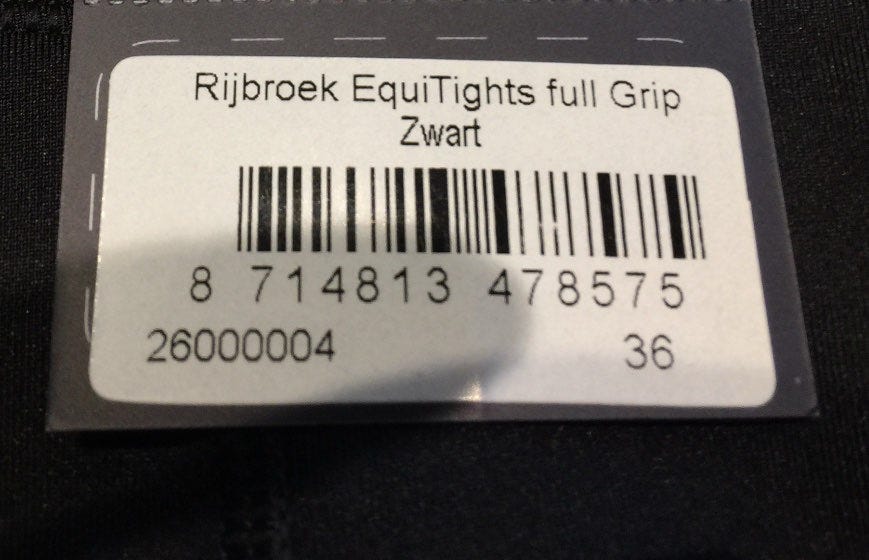 Rijbroek EquiTights full Grip
Zwart
8 714813 478575
26000004 36